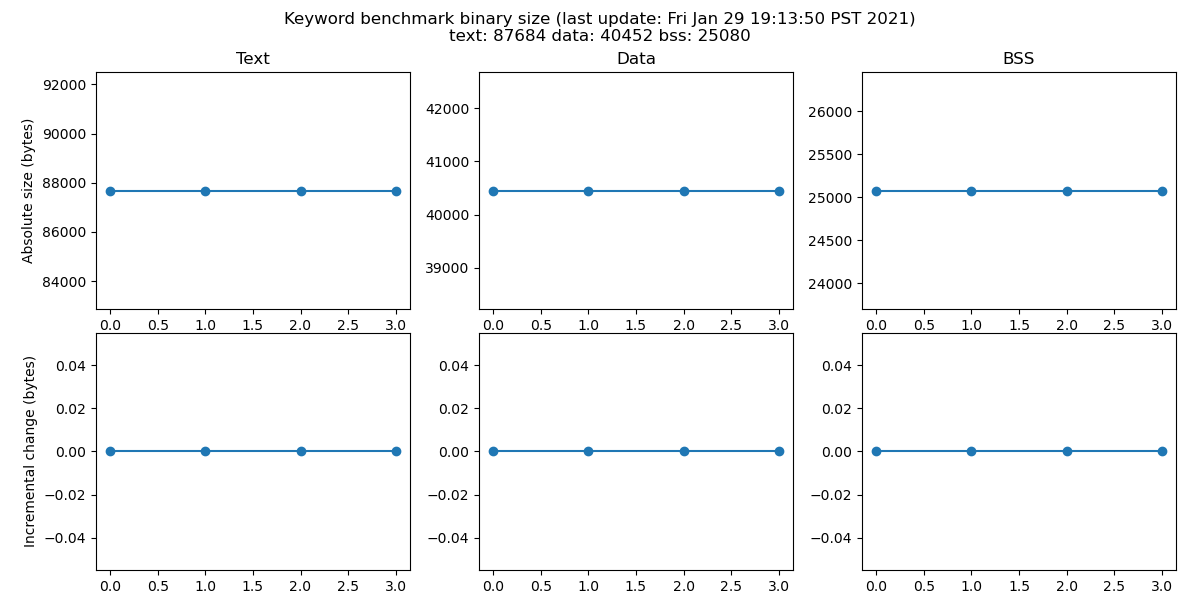 Keyword benchmark binary size (last update: Fri Jan 29 19:13:50 PST 2021)
text: 87684 data: 40452 bss: 25080
Text
Data
BSS
Absolute size (bytes)
92000
90000
88000
86000
84000
0.0 0.5 1.0 1.5 2.0 2.5 3.0
42000
41000
40000
39000
0.0 0.5 1.0 1.5 2.0 2.5 3.0
26000
25500
25000
24500
24000
0.0 0.5 1.0 1.5 2.0 2.5 3.0
Incremental change (bytes)
0.04
0.02
0.00
−0.02
−0.04
0.0 0.5 1.0 1.5 2.0 2.5 3.0
0.04
0.02
0.00
−0.02
−0.04
0.0 0.5 1.0 1.5 2.0 2.5 3.0
0.04
0.02
0.00
−0.02
−0.04
0.0 0.5 1.0 1.5 2.0 2.5 3.0